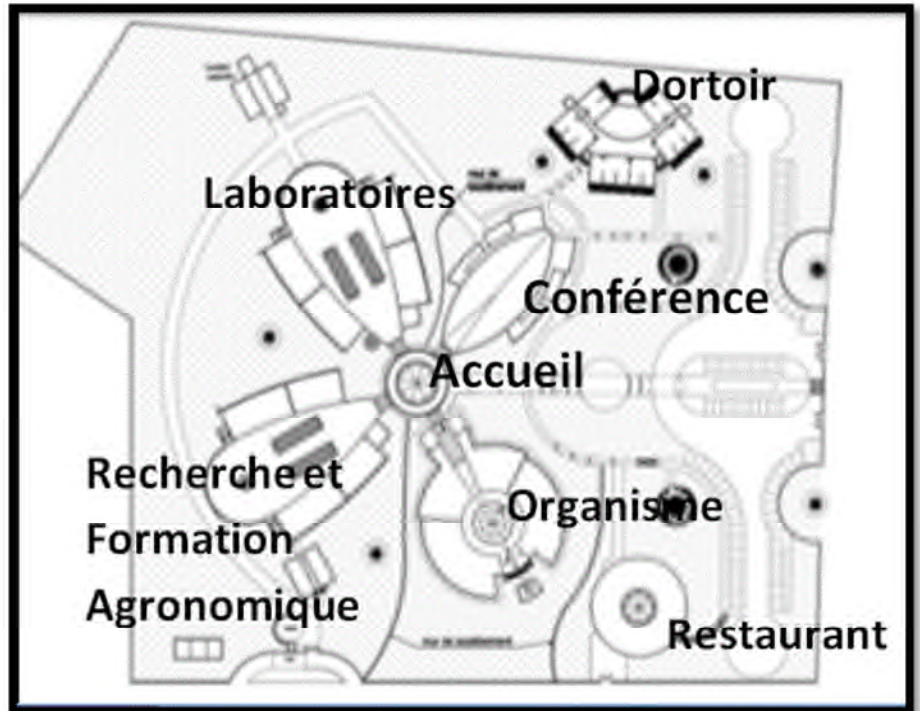 Dortoir
Laboratoires
Conférence
Accueil
Recherche et
Formation
Agronomique
Organisme
Restaurant